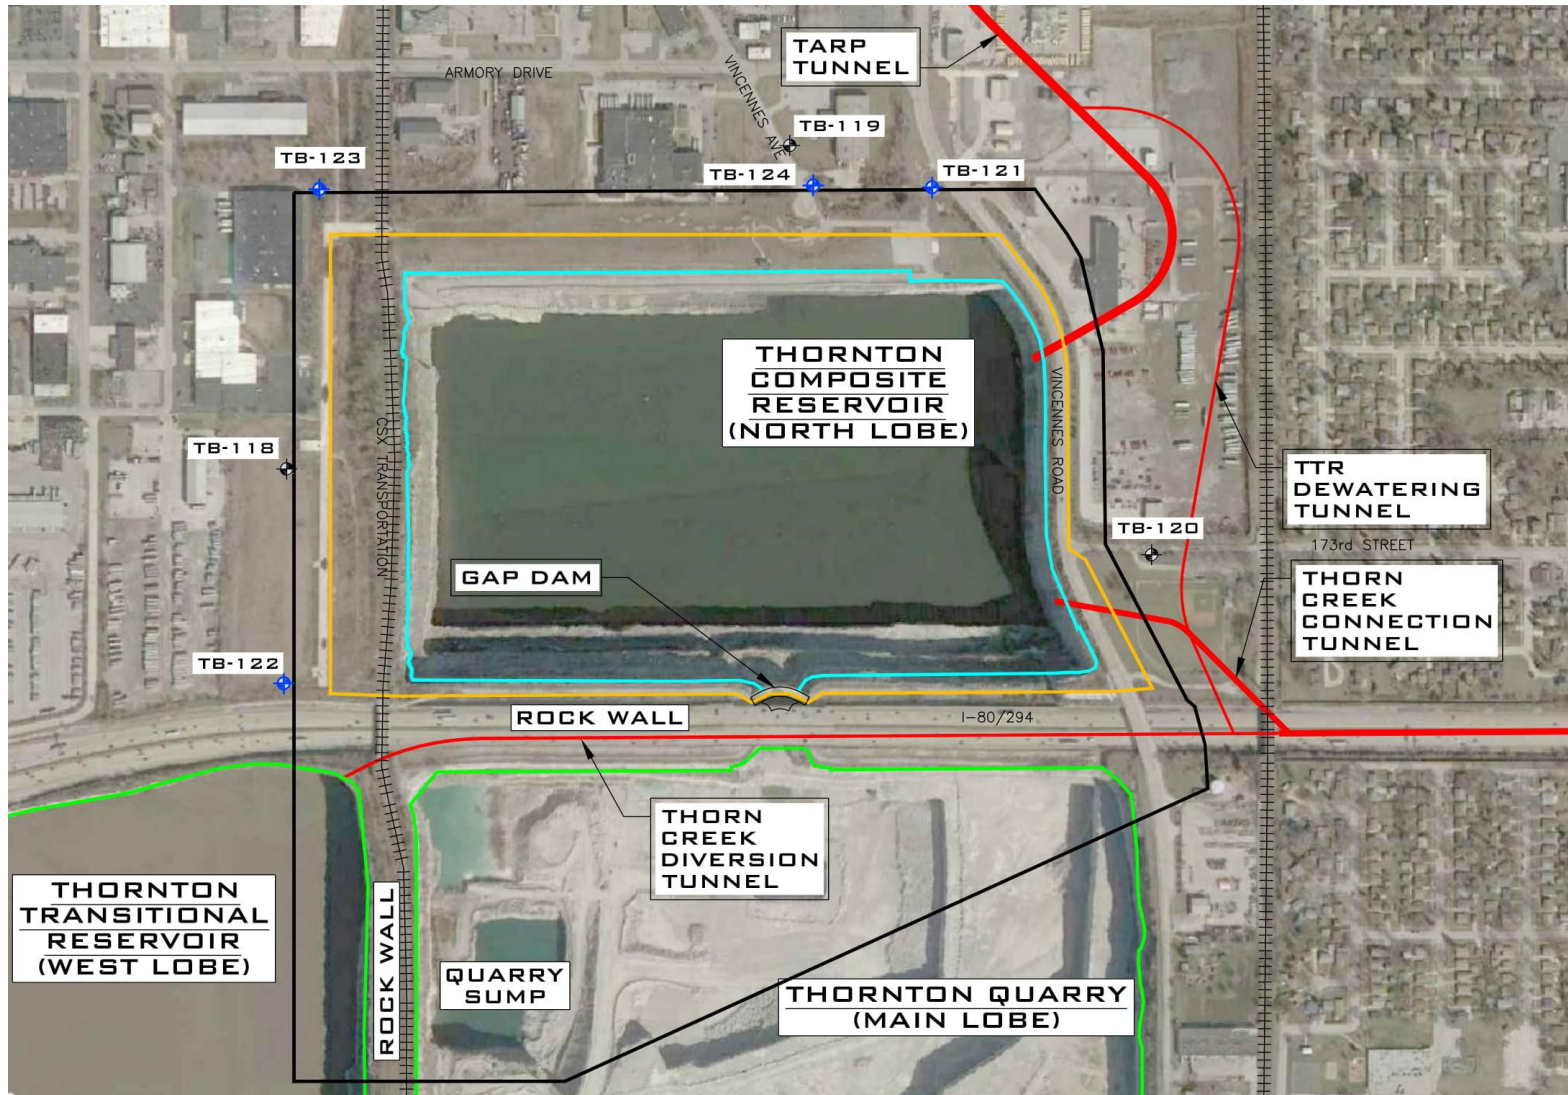 TARP
TUNNEL
ARMORY DRIVE
VINCENNES AVE
TB-119
TB-123
TB-124
TB-121
THORNTON
COMPOSITE
RESERVOIR
(NORTH LOBE)
VINCENNES ROAD
CSX TRANSPORTATION
TB-118
TTR
DEWATERING
TUNNEL
TB-120
173rd STREET
GAP DAM
THORN
CREEK
CONNECTION
TUNNEL
TB-122
ROCK WALL
I-80/294
THORN
CREEK
DIVERSION
TUNNEL
THORNTON
TRANSITIONAL
RESERVOIR
(WEST LOBE)
ROCK WALL
QUARRY
SUMP
THORNTON QUARRY
(MAIN LOBE)